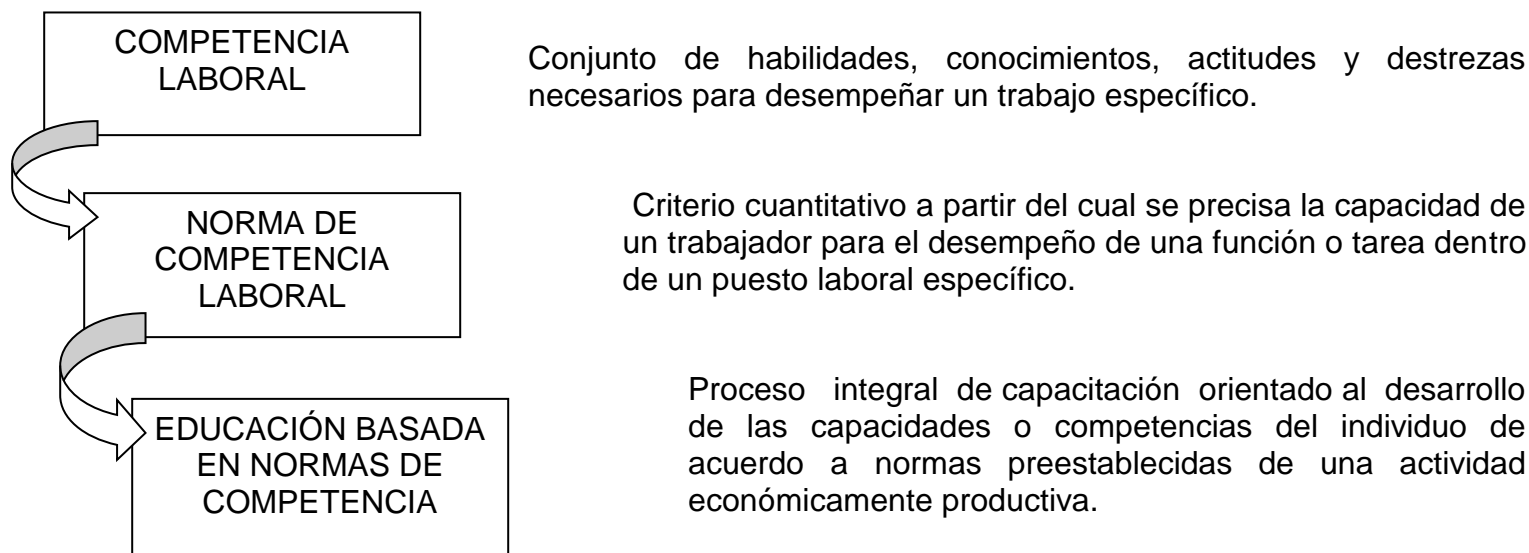 COMPETENCIA
LABORAL
Conjunto de habilidades, conocimientos, actitudes y destrezas
necesarios para desempeñar un trabajo específico.
NORMA DE
COMPETENCIA
LABORAL
Criterio cuantitativo a partir del cual se precisa la capacidad de
un trabajador para el desempeño de una función o tarea dentro
de un puesto laboral específico.
EDUCACIÓN BASADA
EN NORMAS DE
COMPETENCIA
Proceso integral de capacitación orientado al desarrollo
de las capacidades o competencias del individuo de
acuerdo a normas preestablecidas de una actividad
económicamente productiva.